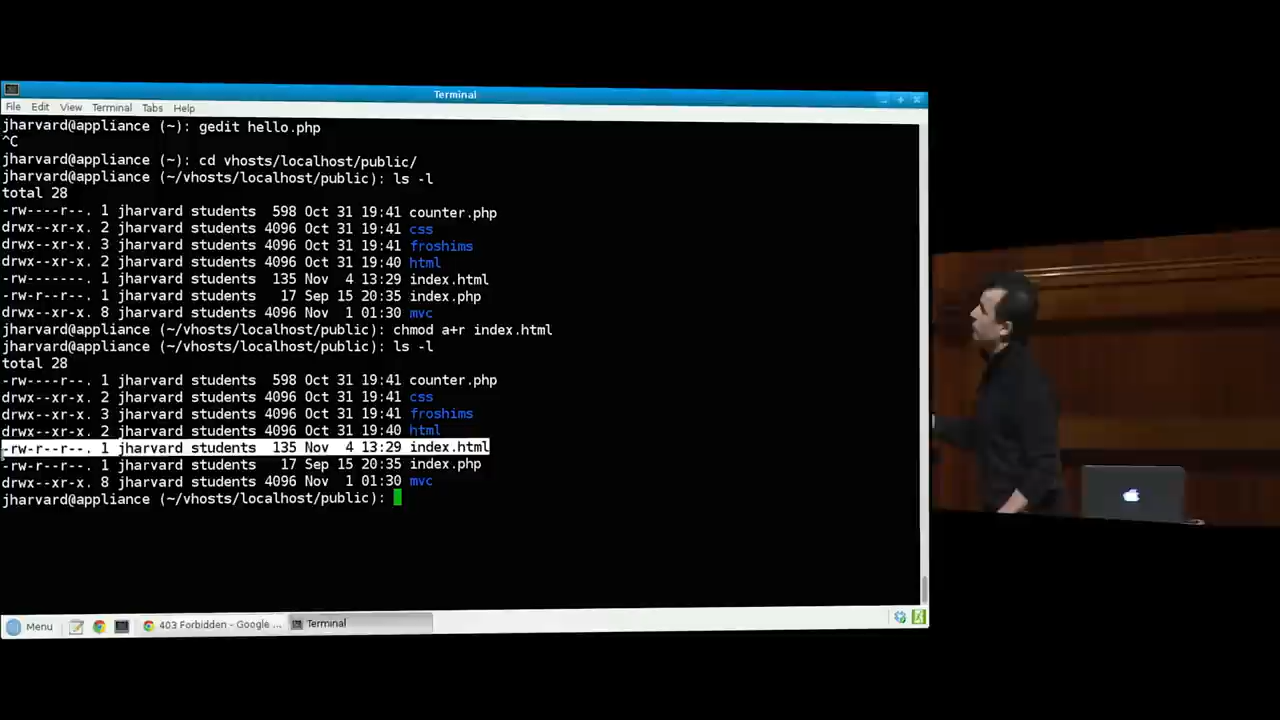 Terminal
File Edit View Terminal Tabs Help
jharvard@appliance (~): gedit hello.php
^C
jharvard@appliance (~): cd vhosts/localhost/public/
jharvard@appliance (~/vhosts/localhost/public): ls -l
total 28
-rw----r--. 1 jharvard students  598 Oct 31 19:41 counter.php
drwx--xr-x. 2 jharvard students 4096 Oct 31 19:41 css
drwx--xr-x. 3 jharvard students 4096 Oct 31 19:41 froshims
drwx--xr-x. 2 jharvard students 4096 Oct 31 19:40 html
-rw-------. 1 jharvard students  135 Nov  4 13:29 index.html
-rw-r--r--. 1 jharvard students   17 Sep 15 20:35 index.php
drwx--xr-x. 8 jharvard students 4096 Nov  1 01:30 mvc
jharvard@appliance (~/vhosts/localhost/public): chmod a+r index.html
jharvard@appliance (~/vhosts/localhost/public): ls -l
total 28
-rw----r--. 1 jharvard students  598 Oct 31 19:41 counter.php
drwx--xr-x. 2 jharvard students 4096 Oct 31 19:41 css
drwx--xr-x. 3 jharvard students 4096 Oct 31 19:41 froshims
drwx--xr-x. 2 jharvard students 4096 Oct 31 19:40 html
-rw-r--r--. 1 jharvard students  135 Nov  4 13:29 index.html
-rw-r--r--. 1 jharvard students   17 Sep 15 20:35 index.php
drwx--xr-x. 8 jharvard students 4096 Nov  1 01:30 mvc
jharvard@appliance (~/vhosts/localhost/public):
Menu 403 Forbidden - Google ... Terminal